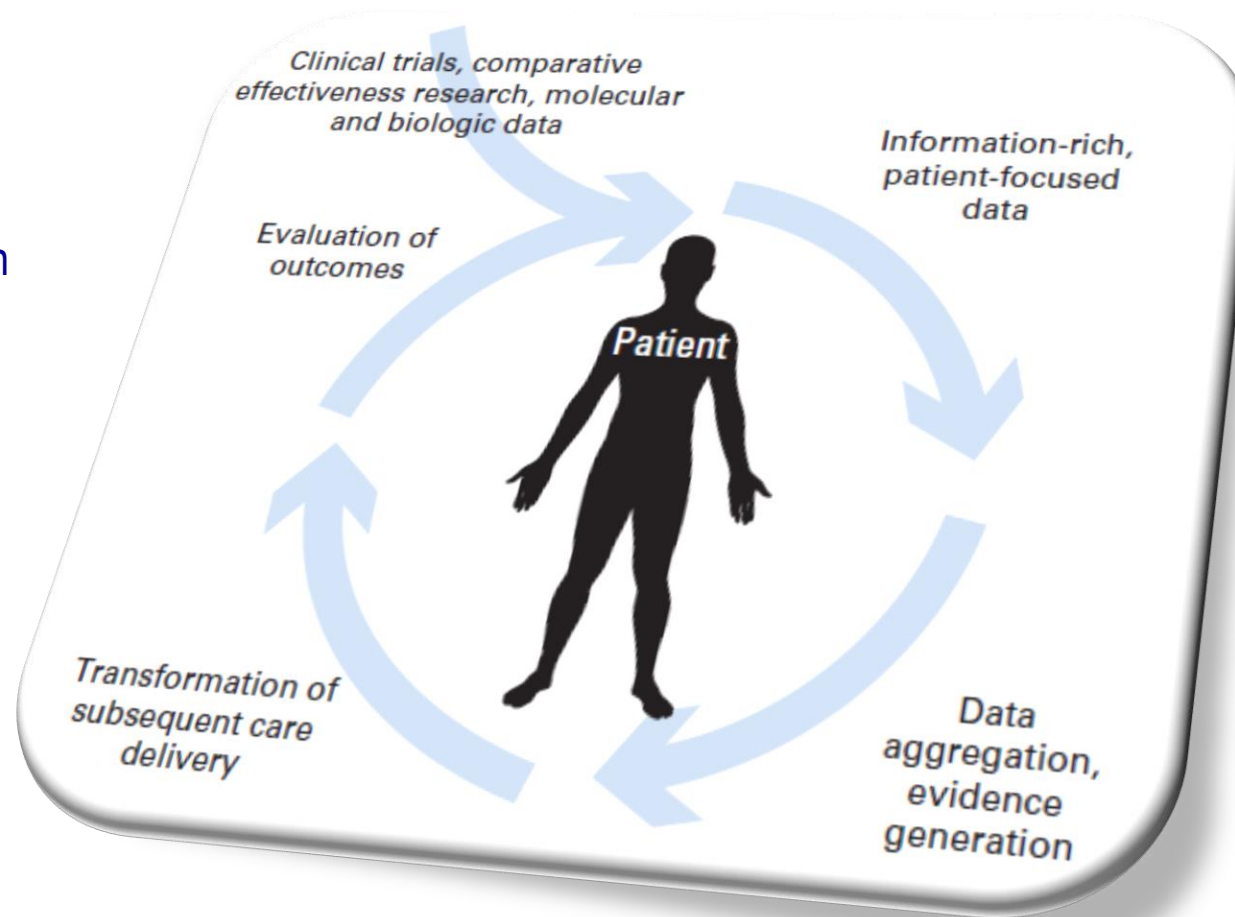 Clinical trials, comparative
effectiveness research, molecular
and biologic data
Information-rich,
patient-focused
data
Evaluation of
outcomes
Patient
Transformation of
subsequent care
delivery
Data
aggregation,
evidence
generation